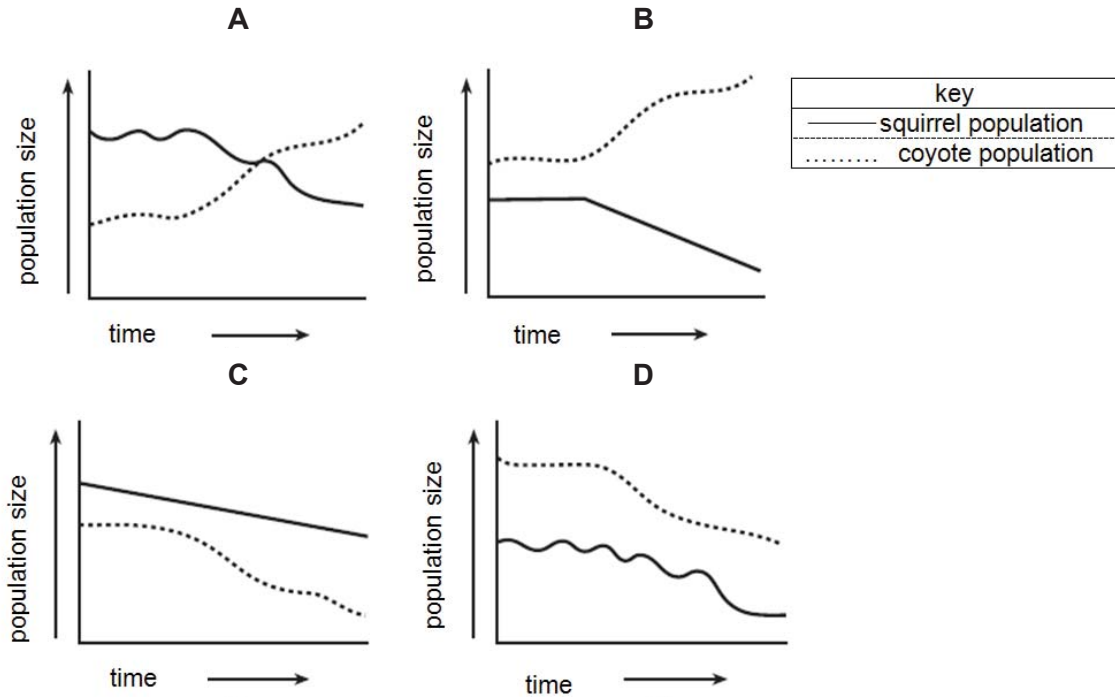 A
B
population size
time
population size
time
key
squirrel population
coyote population
C
D
population size
time
population size
time